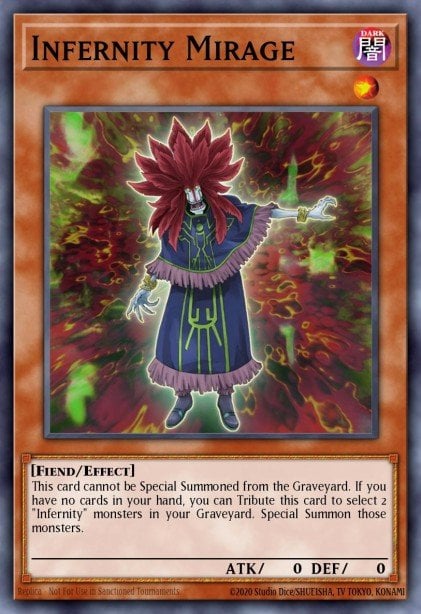 INFERNITY MIRAGE
DARK
闇
[FIEND/EFFECT]
This card cannot be Special Summoned from the Graveyard. If you
have no cards in your hand, you can Tribute this card to select 2
"Infernity" monsters in your Graveyard. Special Summon those
monsters.
ATK/ 0 DEF/ 0
Replica - Not For Use in Sanctioned Tournaments
©2020 Studio Dice/SHUEISHA, TV TOKYO, KONAMI